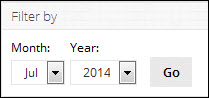 Filter by
Month: Year:
Jul 2014 Go